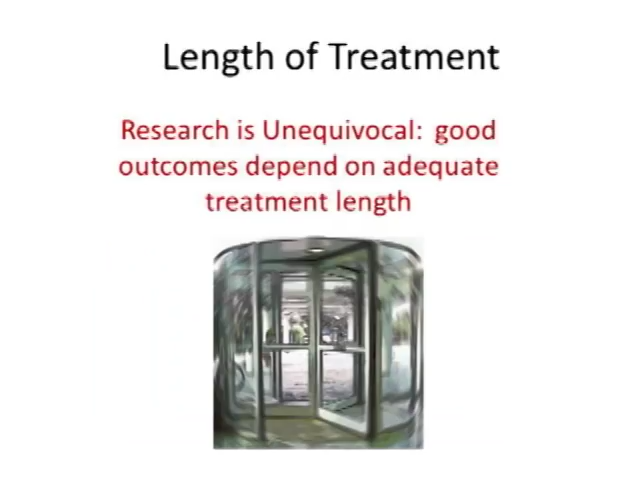 Length of Treatment
Research is Unequivocal: good
outcomes depend on adequate
treatment length